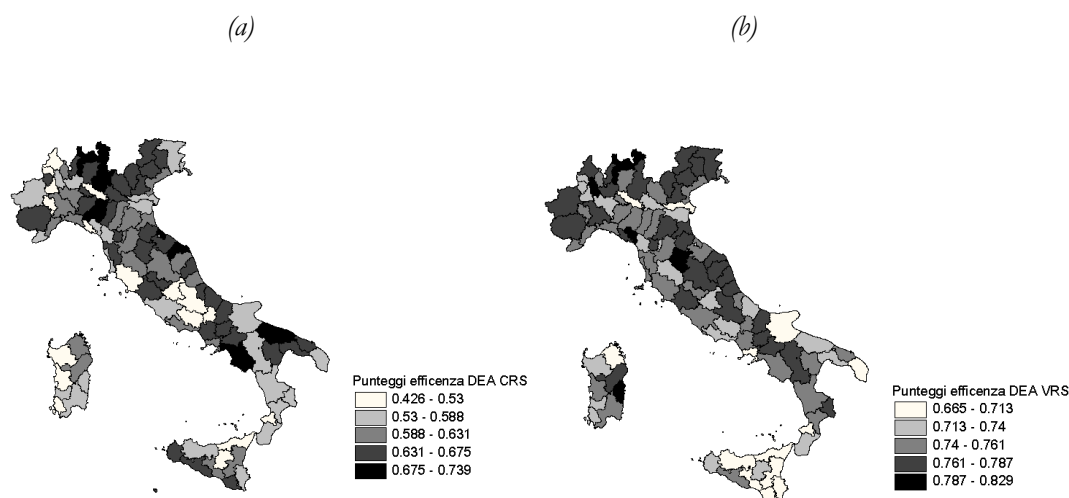 (a)
(b)
Punteggi efficenza DEA CRS
0.426 - 0.53
0.53 - 0.588
0.588 - 0.631
0.631 - 0.675
0.675 - 0.739
Punteggi efficenza DEA VRS
0.665 - 0.713
0.713 - 0.74
0.74 - 0.761
0.761 - 0.787
0.787 - 0.829